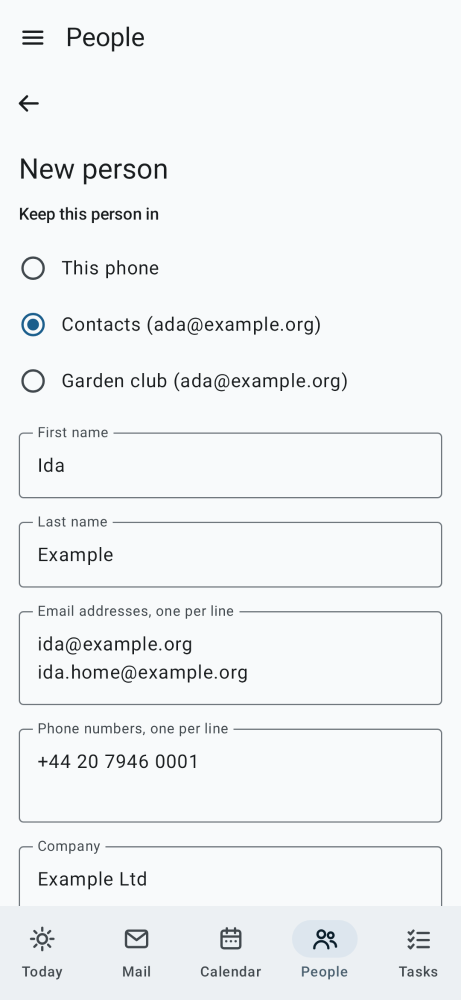 People
New person
Keep this person in
This phone
Contacts (ada@example.org)
Garden club (ada@example.org)
First name
Ida
Last name
Example
Email addresses, one per line
ida@example.org
ida.home@example.org
Phone numbers, one per line
+44 20 7946 0001
Company
Example Ltd
Today
Mail
Calendar
People
Tasks